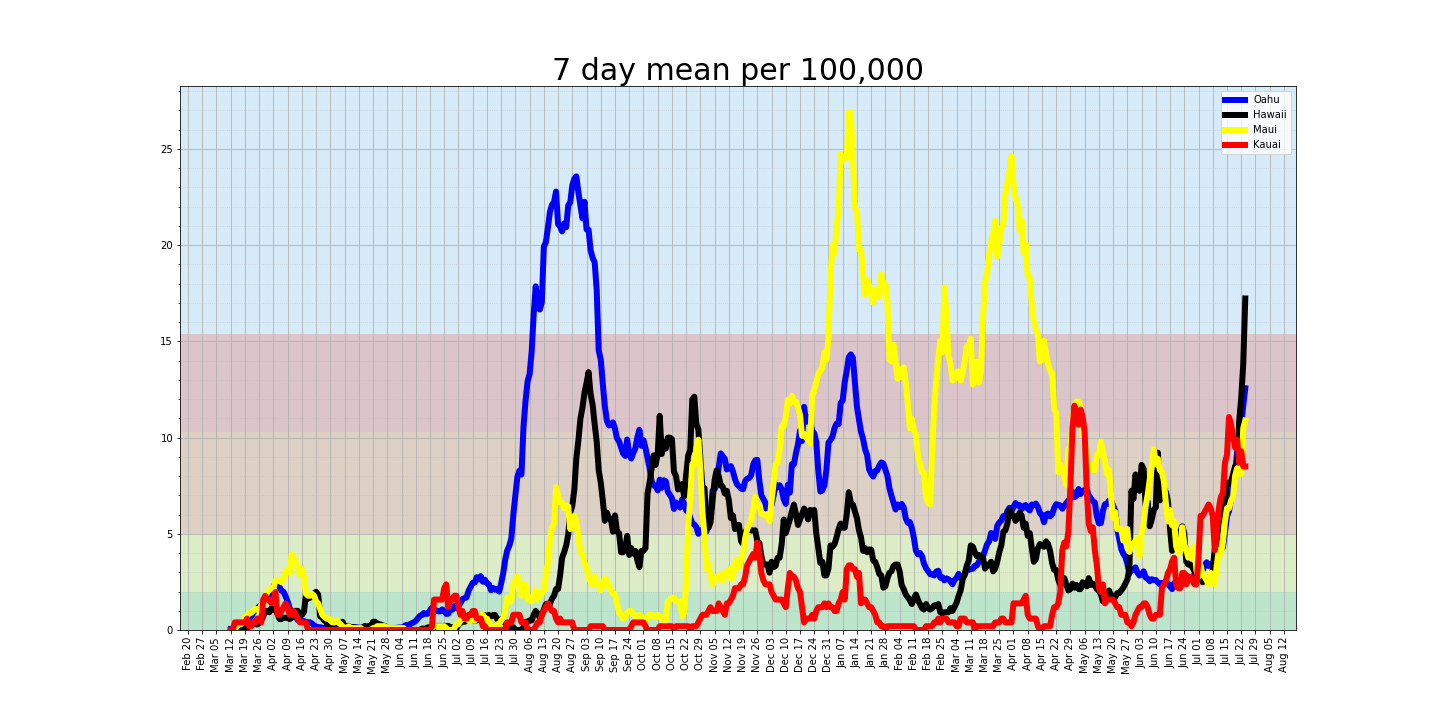 7 day mean per 100,000
Oahu
Hawaii
Maui
Kauai
25
20
15
10
5
0
Feb 20
Feb 27
Mar 05
Mar 12
Mar 19
Mar 26
Apr 02
Apr 09
Apr 16
Apr 23
Apr 30
May 07
May 14
May 21
May 28
Jun 04
Jun 11
Jun 18
Jun 25
Jul 02
Jul 09
Jul 16
Jul 23
Jul 30
Aug 06
Aug 13
Aug 20
Aug 27
Sep 03
Sep 10
Sep 17
Sep 24
Oct 01
Oct 08
Oct 15
Oct 22
Oct 29
Nov 05
Nov 12
Nov 19
Nov 26
Dec 03
Dec 10
Dec 17
Dec 24
Dec 31
Jan 07
Jan 14
Jan 21
Jan 28
Feb 04
Feb 11
Feb 18
Feb 25
Mar 04
Mar 11
Mar 18
Mar 25
Apr 01
Apr 08
Apr 15
Apr 22
Apr 29
May 06
May 13
May 20
May 27
Jun 03
Jun 10
Jun 17
Jun 24
Jul 01
Jul 08
Jul 15
Jul 22
Jul 29
Aug 05
Aug 12